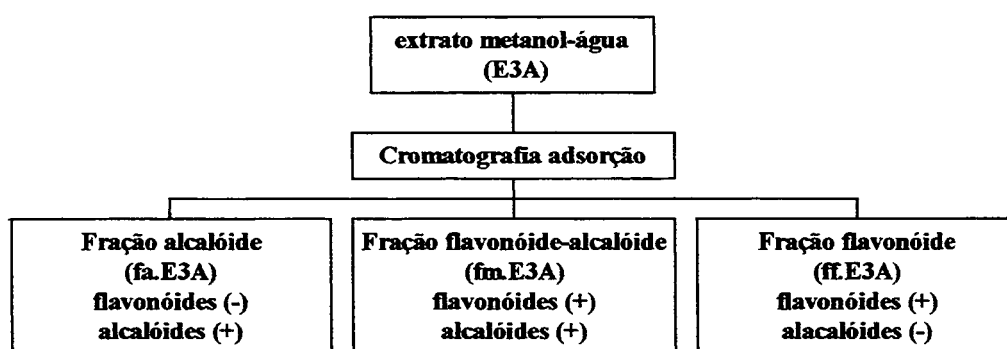 extrato metanol-água
(E3A)
Cromatografia adsorção
Fração alcalóide
(fa.E3A)
flavonóides (-)
alcalóides (+)
Fração flavonóide-alcalóide
(fm.E3A)
flavonóides (+)
alcalóides (+)
Fração flavonóide
(ff.E3A)
flavonóides (+)
alacalóides (-)